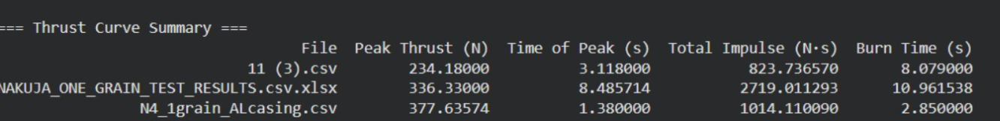 === Thrust Curve Summary ===
File Peak Thrust (N) Time of Peak (s) Total Impulse (N·s) Burn Time (s)
11 (3).csv 234.18000 3.118000 823.736570 8.079000
NAKUJA_ONE_GRAIN_TEST_RESULTS.csv.xlsx 336.33000 8.485714 2719.011293 10.961538
N4_1grain_ALcasing.csv 377.63574 1.380000 1014.110090 2.850000